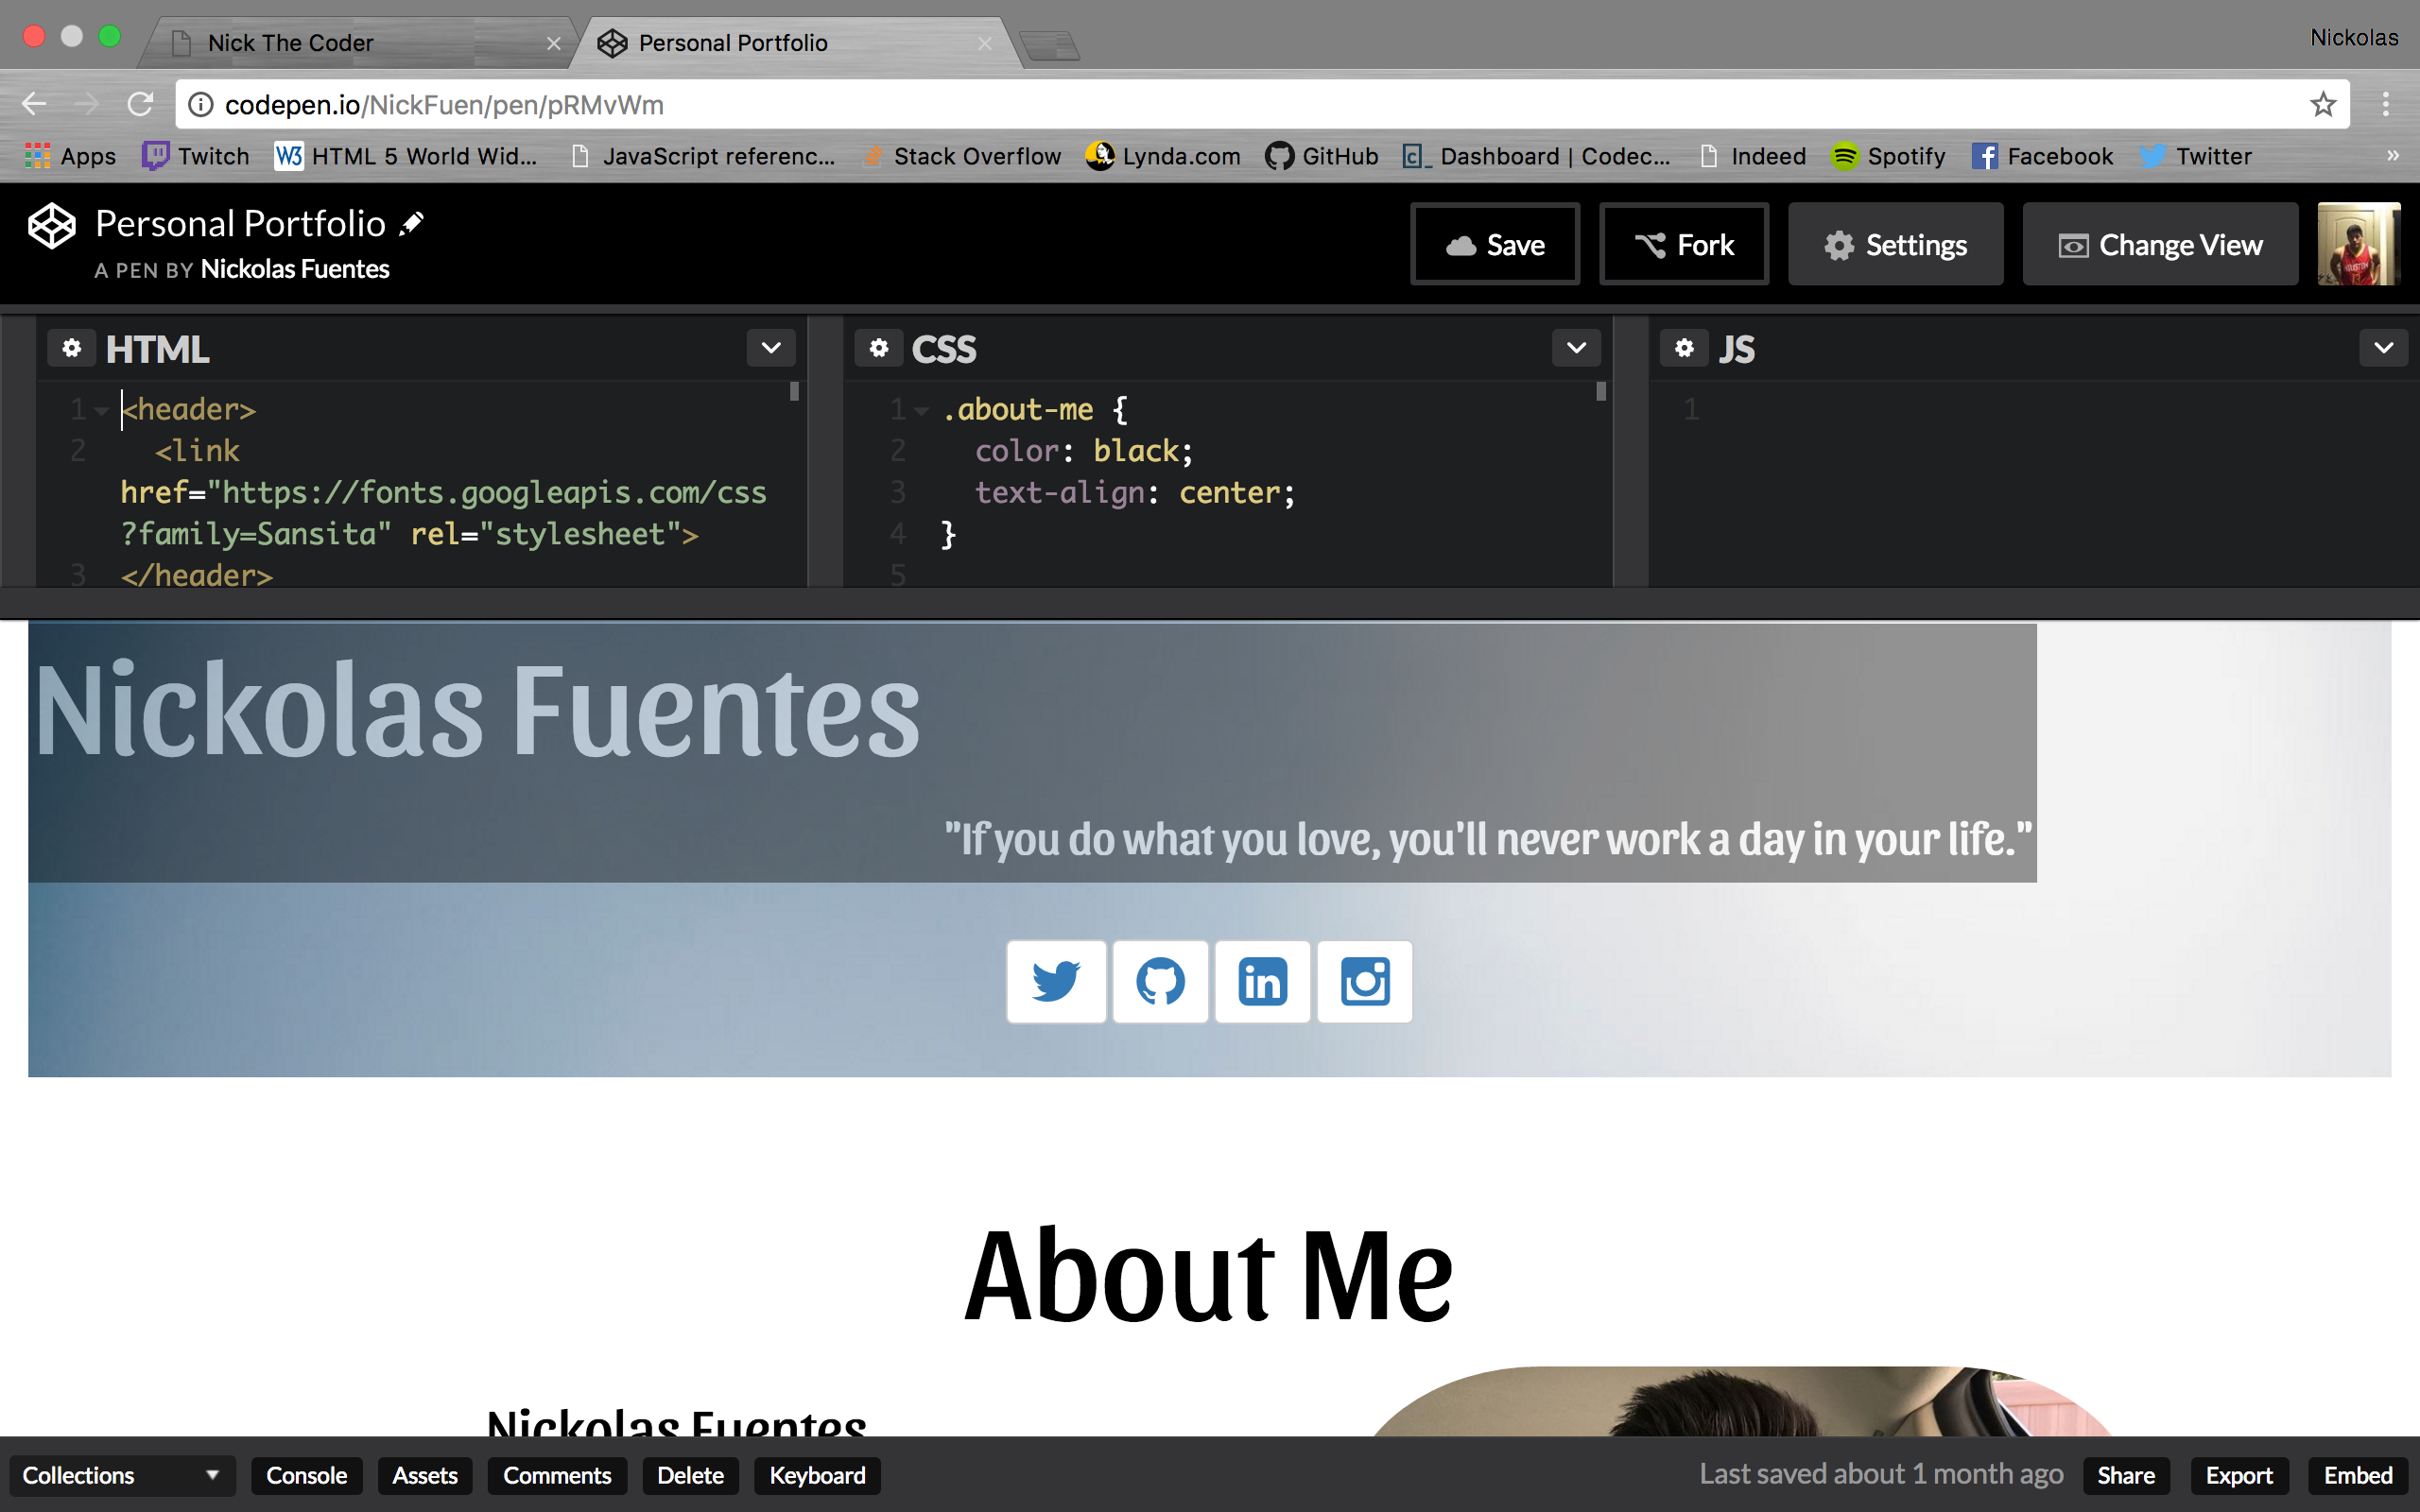 Nick The Coder
Personal Portfolio
Nickolas
codepen.io/NickFuen/pen/pRMvWm
Apps Twitch W3 HTML 5 World Wid... JavaScript referenc... Stack Overflow Lynda.com GitHub Dashboard | Codec... Indeed Spotify Facebook Twitter »
Personal Portfolio
A PEN BY Nickolas Fuentes
Save Fork Settings Change View
HTML
1 <header>
2 <link
href="https://fonts.googleapis.com/css
?family=Sansita" rel="stylesheet">
3 </header>
CSS
1 .about-me {
2 color: black;
3 text-align: center;
4 }
5
JS
1
Nickolas Fuentes
"If you do what you love, you'll never work a day in your life."
in
About Me
Nickolas Fuentes
Collections Console Assets Comments Delete Keyboard Last saved about 1 month ago Share Export Embed